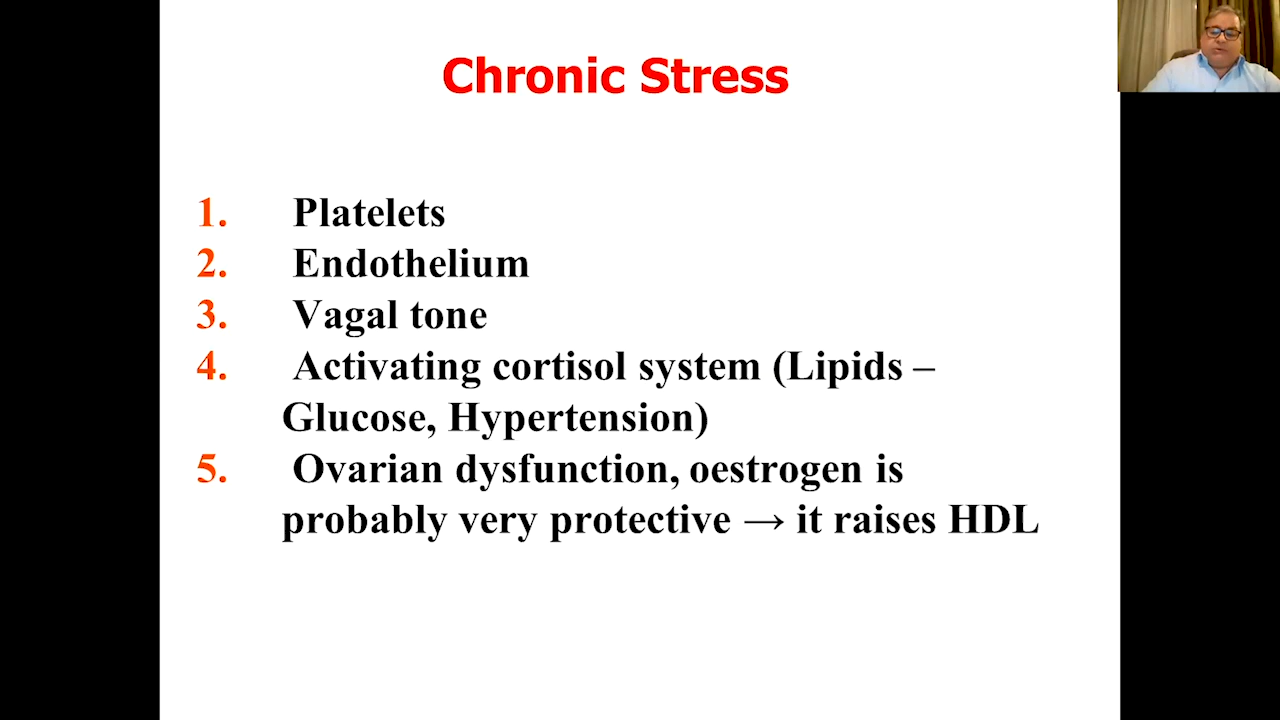 Chronic Stress
1. Platelets
2. Endothelium
3. Vagal tone
4. Activating cortisol system (Lipids –
Glucose, Hypertension)
5. Ovarian dysfunction, oestrogen is
probably very protective → it raises HDL